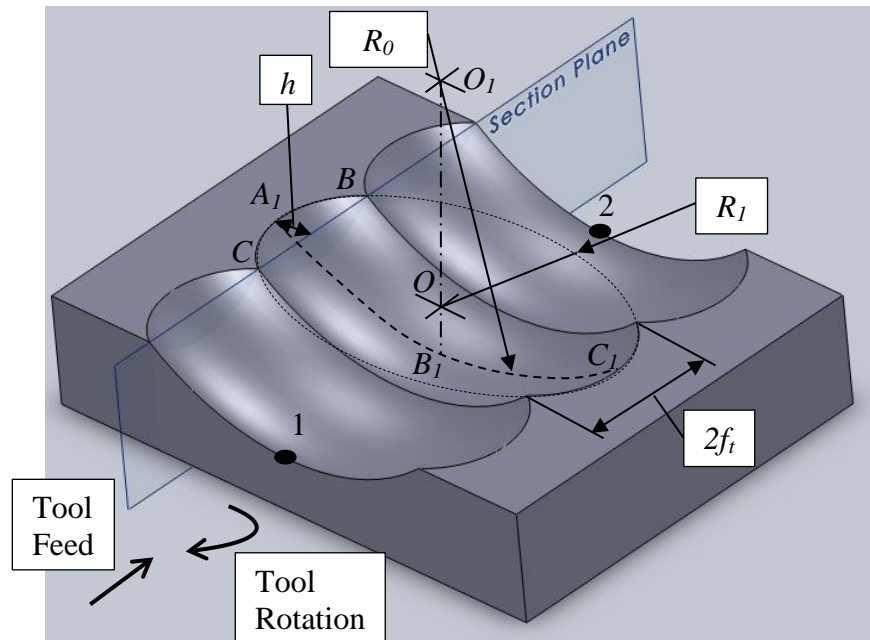 R₀
h
O₁
Section Plane
B
A₁
2
R₁
C
O
B₁
C₁
1
2fₜ
Tool
Feed
Tool
Rotation